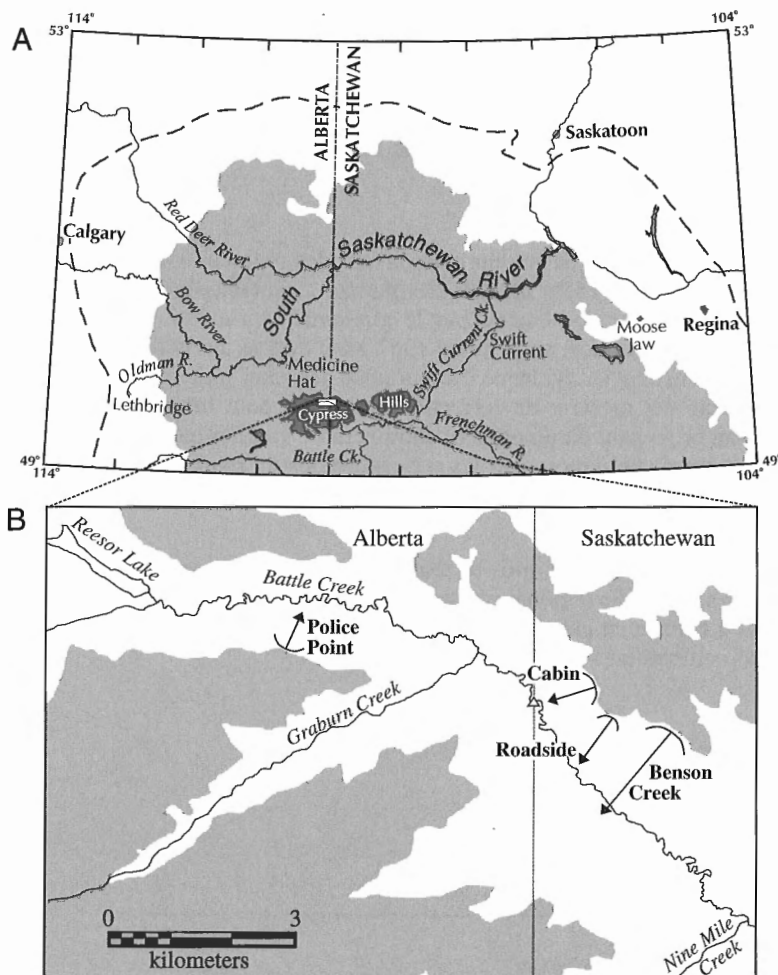 A
114°
53°
104°
53°
ALBERTA
SASKATCHEWAN
Saskatoon
Red Deer River
Calgary
South Saskatchewan River
Bow River
Swift Current Ck.
Moose
Jaw
Regina
Swift
Current
Oldman R.
Medicine
Hat
Lethbridge
Cypress
Hills
Frenchman R.
Battle Ck.
49°
114°
49°
104°
B
Reesor Lake
Alberta
Saskatchewan
Battle Creek
Police
Point
Cabin
Graburn Creek
Roadside
Benson
Creek
0
3
kilometers
Nine Mile
Creek